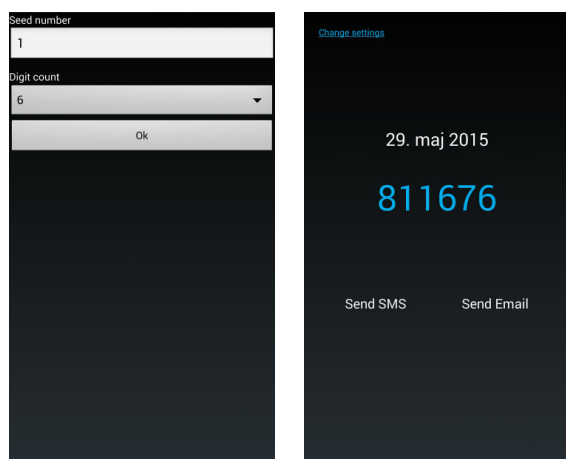 Seed number
1
Digit count
6
Ok
Change settings
29. maj 2015
811676
Send SMS
Send Email